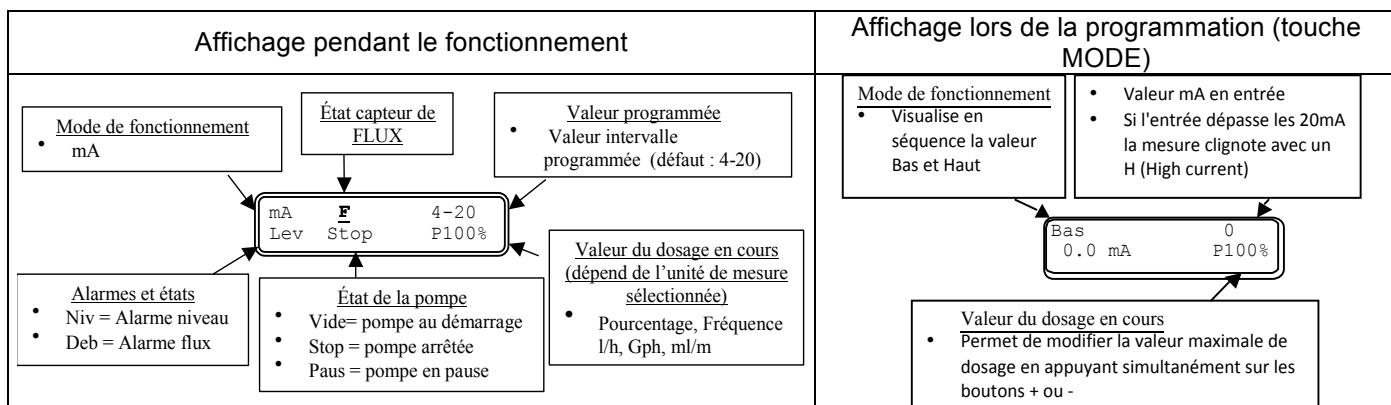 Affichage pendant le fonctionnement
Affichage lors de la programmation (touche
MODE)
Mode de fonctionnement
• mA
État capteur de
FLUX
Valeur programmée
• Valeur intervalle
programmée (défaut : 4-20)
mA F 4-20
Lev Stop P100%
Alarmes et états
• Niv = Alarme niveau
• Deb = Alarme flux
État de la pompe
• Vide= pompe au démarrage
• Stop = pompe arrêtée
• Paus = pompe en pause
Valeur du dosage en cours
(dépend de l’unité de mesure
sélectionnée)
• Pourcentage, Fréquence
l/h, Gph, ml/m
Mode de fonctionnement
• Visualise en
séquence la valeur
Bas et Haut
• Valeur mA en entrée
• Si l'entrée dépasse les 20mA
la mesure clignote avec un
H (High current)
Bas 0
0.0 mA P100%
Valeur du dosage en cours
• Permet de modifier la valeur maximale de
dosage en appuyant simultanément sur les
boutons + ou -